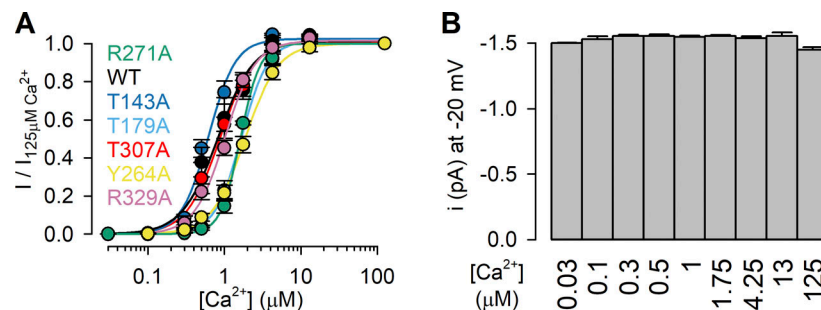 A
I / I125μM Ca2+
1.0
0.8
0.6
0.4
0.2
0.0
R271A
WT
T143A
T179A
T307A
Y264A
R329A
0.1
1
10
100
[Ca2+] (μM)
B
i (pA) at -20 mV
-1.5
-1.0
-0.5
0.0
[Ca2+]
(μM)
0.03
0.1
0.3
0.5
1
1.75
4.25
13
125